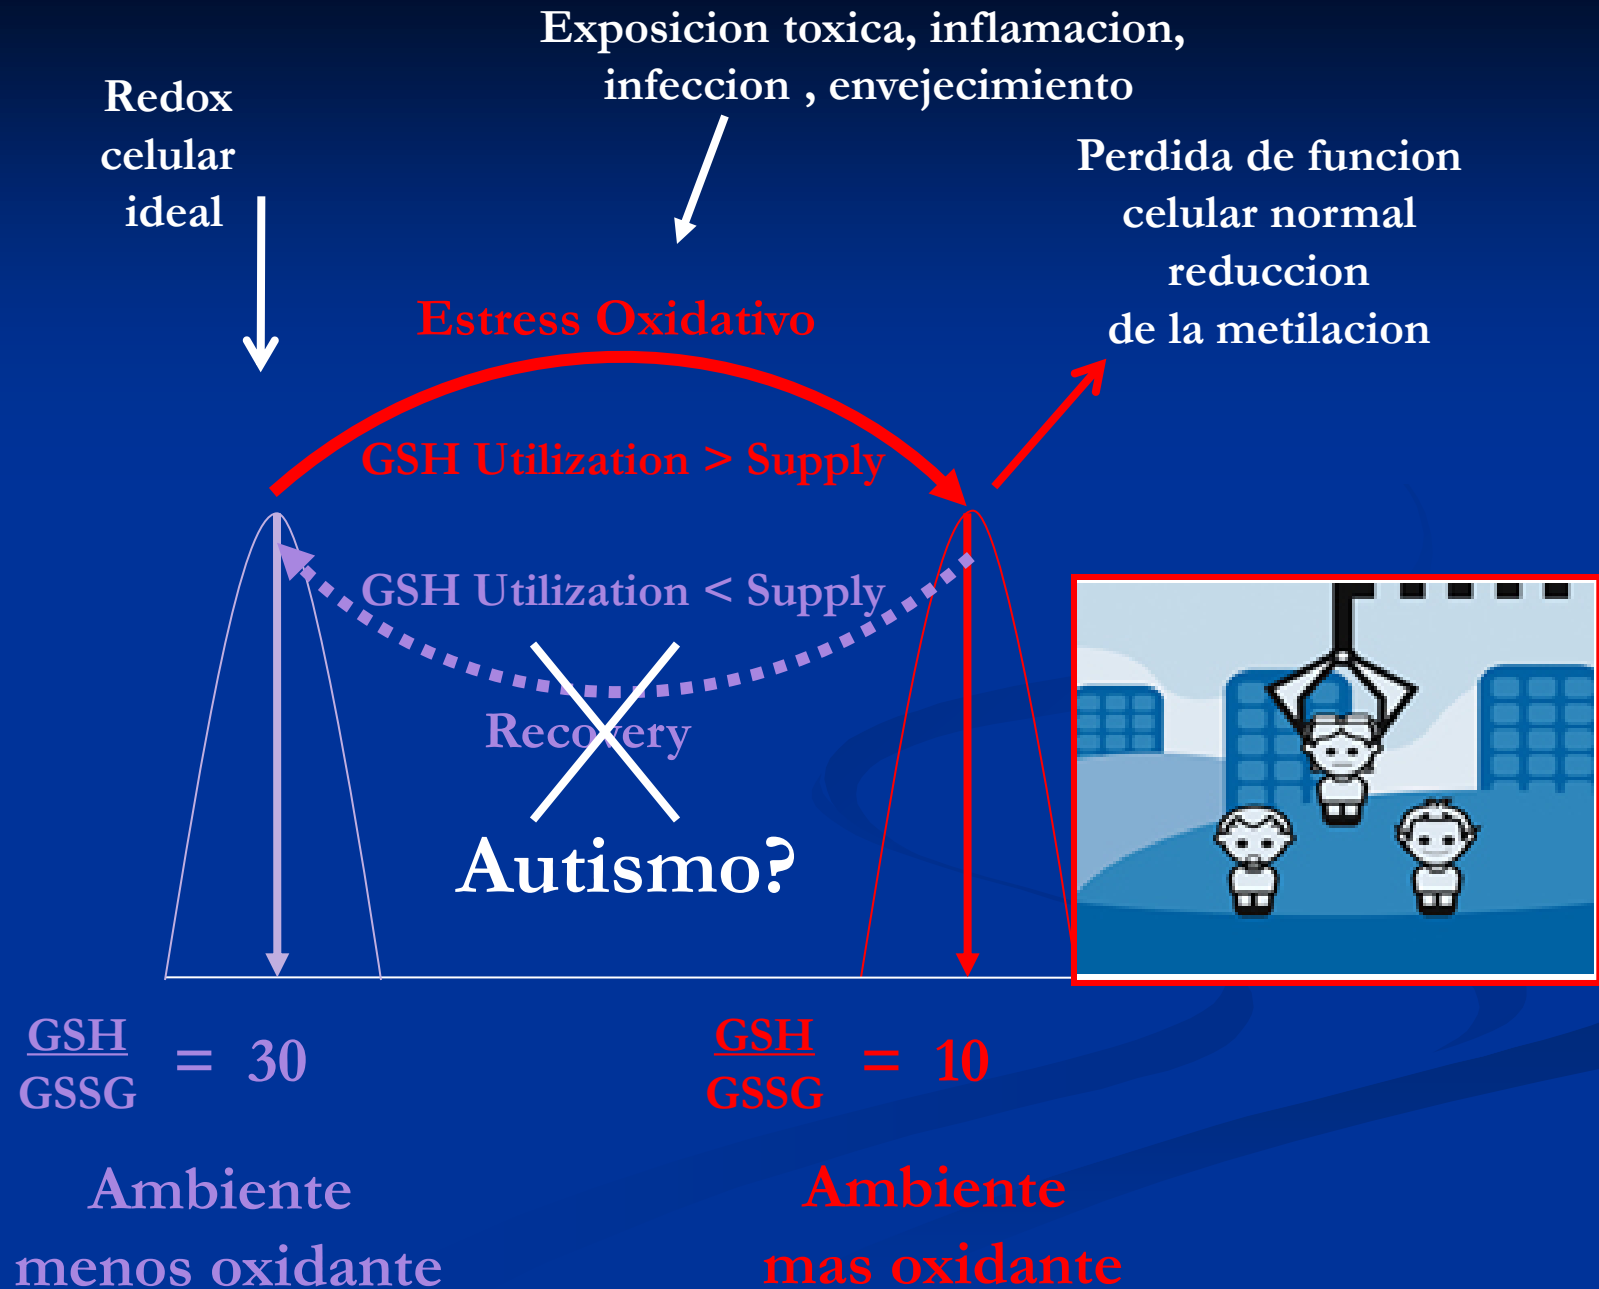 Exposicion toxica, inflamacion,
infeccion , envejecimiento
Redox
celular
ideal
Perdida de funcion
celular normal
reduccion
de la metilacion
Estress Oxidativo
GSH Utilization > Supply
GSH Utilization < Supply
Recovery
Autismo?
GSH
GSSG
= 30
GSH
GSSG
= 10
Ambiente
menos oxidante
Ambiente
mas oxidante